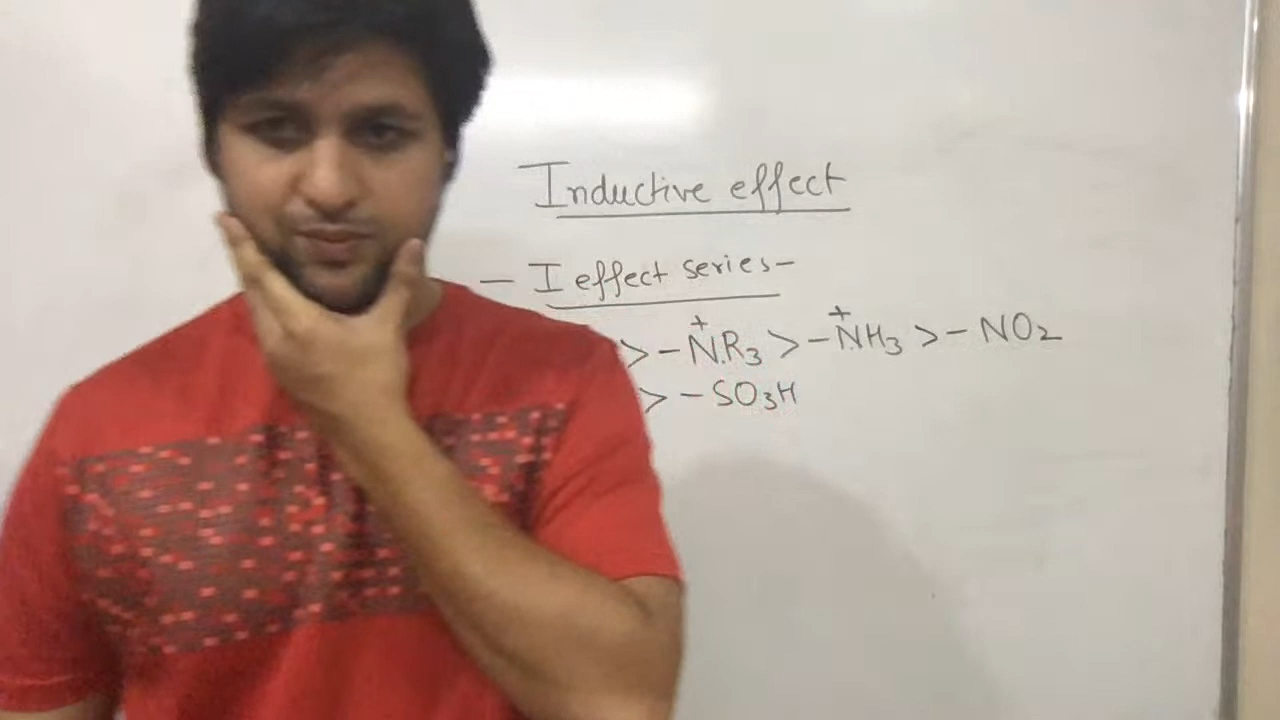 Inductive effect
- I effect series-
> -N⁺R₃ > -N⁺H₃ > - NO₂
> - SO₃H